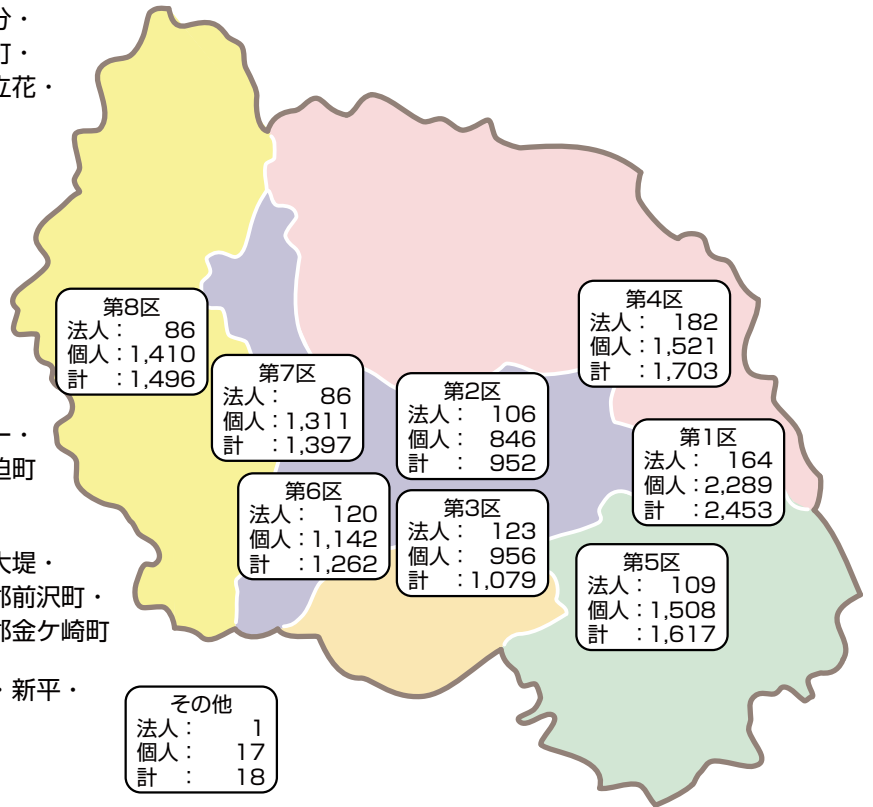 分・
町・
立花・
第8区
法人： 86
個人：1,410
計 ：1,496
第7区
法人： 86
個人：1,311
計 ：1,397
第2区
法人： 106
個人： 846
計 ： 952
第4区
法人： 182
個人：1,521
計 ：1,703
第1区
法人： 164
個人：2,289
計 ：2,453
第6区
法人： 120
個人：1,142
計 ：1,262
第3区
法人： 123
個人： 956
計 ：1,079
第5区
法人： 109
個人：1,508
計 ：1,617
一・
迫町
大堤・
郡前沢町・
郡金ケ崎町
・新平・
その他
法人： 1
個人： 17
計 ： 18